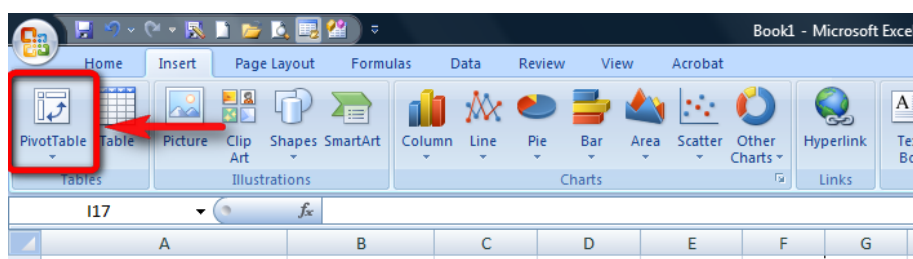 Book1 - Microsoft Exce
Home Insert Page Layout Formulas Data Review View Acrobat
PivotTable Table Picture Clip Art Shapes SmartArt Column Line Pie Bar Area Scatter Other Charts Hyperlink
Tables Illustrations Charts Links
I17 fx
A B C D E F G